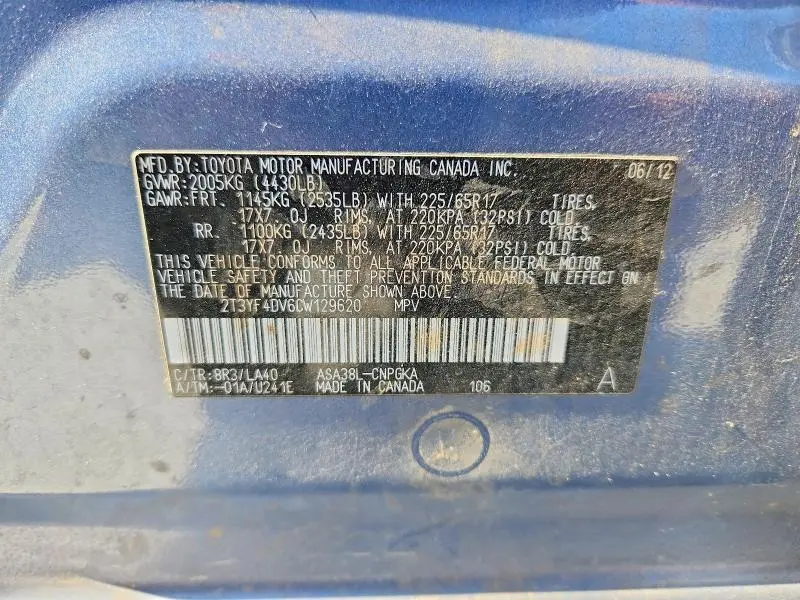 MFD.BY:TOYOTA MOTOR MANUFACTURING CANADA INC. 06/12
GVWR:2005KG (4430LB)
GAWR:FRT. 1145KG (2535LB) WITH 225/65R17 TIRES,
17X7.0J RIMS, AT 220KPA (32PSI) COLD.
RR. 1100KG (2435LB) WITH 225/65R17 TIRES,
17X7.0J RIMS, AT 220KPA (32PSI) COLD.
THIS VEHICLE CONFORMS TO ALL APPLICABLE FEDERAL MOTOR
VEHICLE SAFETY AND THEFT PREVENTION STANDARDS IN EFFECT ON
THE DATE OF MANUFACTURE SHOWN ABOVE.
2T3YF4DV6CW129620 MPV
C/TR:8R3/LA40 ASA38L-CNPGKA
A/TM:-01A/U241E MADE IN CANADA 106 A